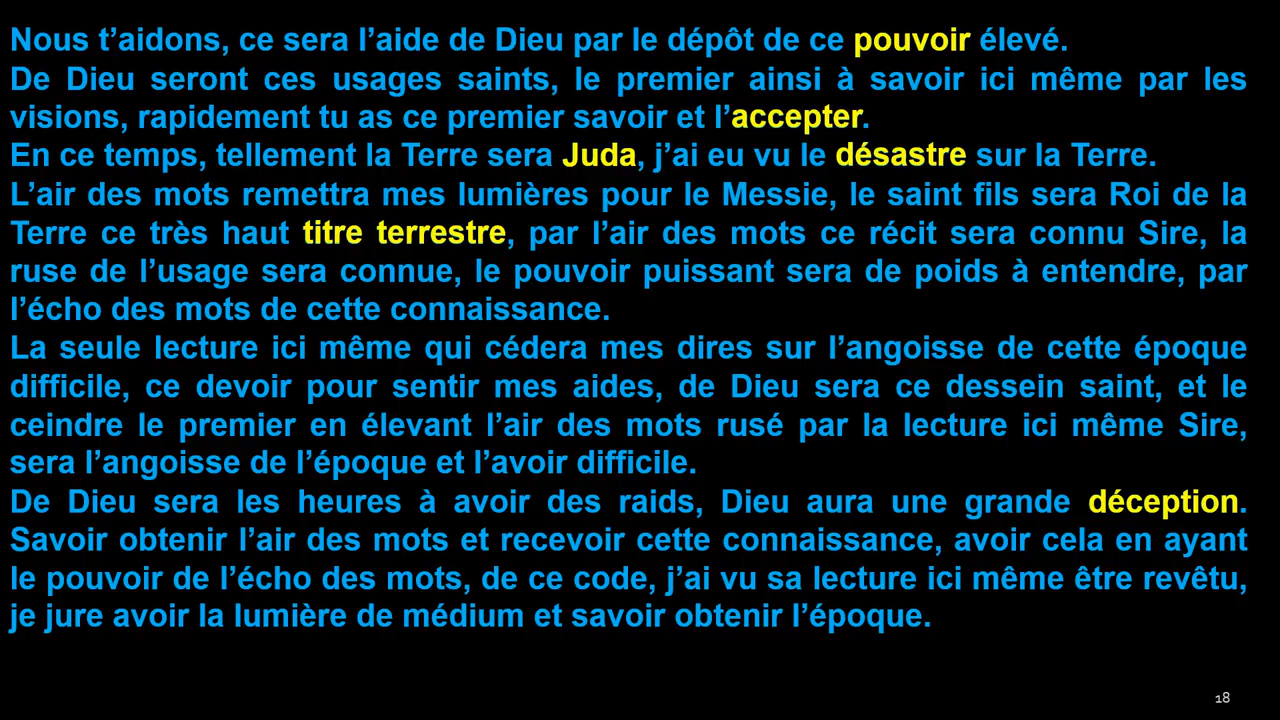 Nous t’aidons, ce sera l’aide de Dieu par le dépôt de ce pouvoir élevé.
De Dieu seront ces usages saints, le premier ainsi à savoir ici même par les
visions, rapidement tu as ce premier savoir et l’accepter.
En ce temps, tellement la Terre sera Juda, j’ai eu vu le désastre sur la Terre.
L’air des mots remettra mes lumières pour le Messie, le saint fils sera Roi de la
Terre ce très haut titre terrestre, par l’air des mots ce récit sera connu Sire, la
ruse de l’usage sera connue, le pouvoir puissant sera de poids à entendre, par
l’écho des mots de cette connaissance.
La seule lecture ici même qui cédera mes dires sur l’angoisse de cette époque
difficile, ce devoir pour sentir mes aides, de Dieu sera ce dessein saint, et le
ceindre le premier en élevant l’air des mots rusé par la lecture ici même Sire,
sera l’angoisse de l’époque et l’avoir difficile.
De Dieu sera les heures à avoir des raids, Dieu aura une grande déception.
Savoir obtenir l’air des mots et recevoir cette connaissance, avoir cela en ayant
le pouvoir de l’écho des mots, de ce code, j’ai vu sa lecture ici même être revêtu,
je jure avoir la lumière de médium et savoir obtenir l’époque.
18